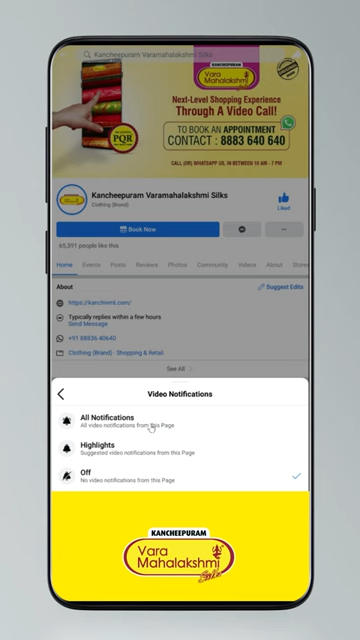 Kancheepuram Varamahalakshmi Silks
KANCHEEPURAM
Vara
Mahalakshmi
Silks
Next-Level Shopping Experience
Through A Video Call!
TO BOOK AN APPOINTMENT
CONTACT : 8883 640 640
CALL (OR) WHATSAPP US, IN BETWEEN 10 AM - 7 PM
PQR
Kancheepuram Varamahalakshmi Silks
Clothing (Brand)
Liked
Book Now
65,391 people like this
Home Events Posts Reviews Photos Community Videos About Stores
About
Suggest Edits
https://kanchivml.com/
Typically replies within a few hours
Send Message
+91 88836 40640
Clothing (Brand) · Shopping & Retail
See All
Video Notifications
All Notifications
All video notifications from this Page
Highlights
Suggested video notifications from this Page
Off
No video notifications from this Page
KANCHEEPURAM
Vara
Mahalakshmi
Silks